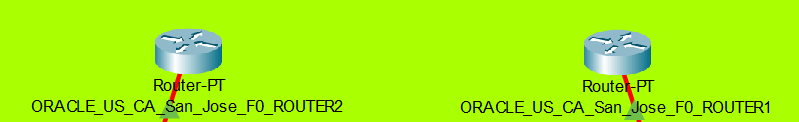 Router-PT
ORACLE_US_CA_San_Jose_F0_ROUTER2
Router-PT
ORACLE_US_CA_San_Jose_F0_ROUTER1